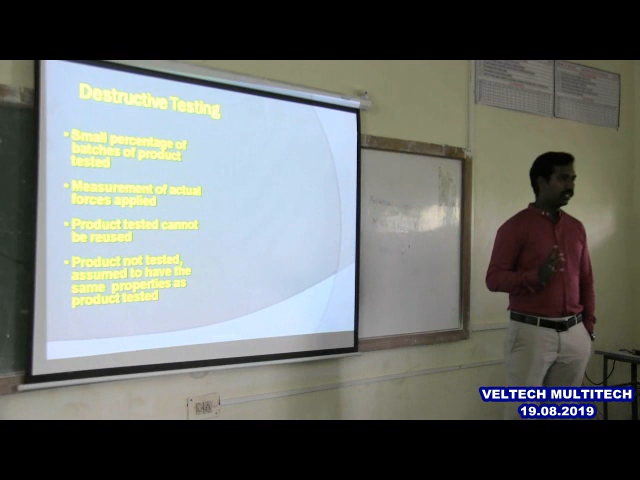 Destructive Testing
• Small percentage of
batches of product
tested
• Measurement of actual
forces applied
• Product tested cannot
be reused
• Product not tested,
assumed to have the
same properties as
product tested
VELTECH MULTITECH
19.08.2019